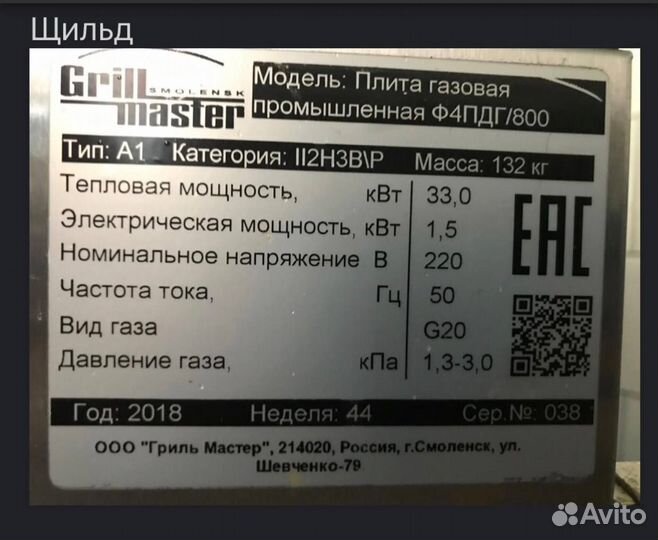 Щильд
Grill SMOLENSK master
Модель: Плита газовая
промышленная Ф4ПДГ/800
Тип: А1 Категория: II2H3B\P Масса: 132 кг
Тепловая мощность, кВт 33,0
Электрическая мощность, кВт 1,5
Номинальное напряжение В 220
Частота тока, Гц 50
Вид газа G20
Давление газа, кПа 1,3-3,0
EAC
Год: 2018 Неделя: 44 Сер.№: 038
ООО "Гриль Мастер", 214020, Россия, г.Смоленск, ул.
Шевченко-79
Avito